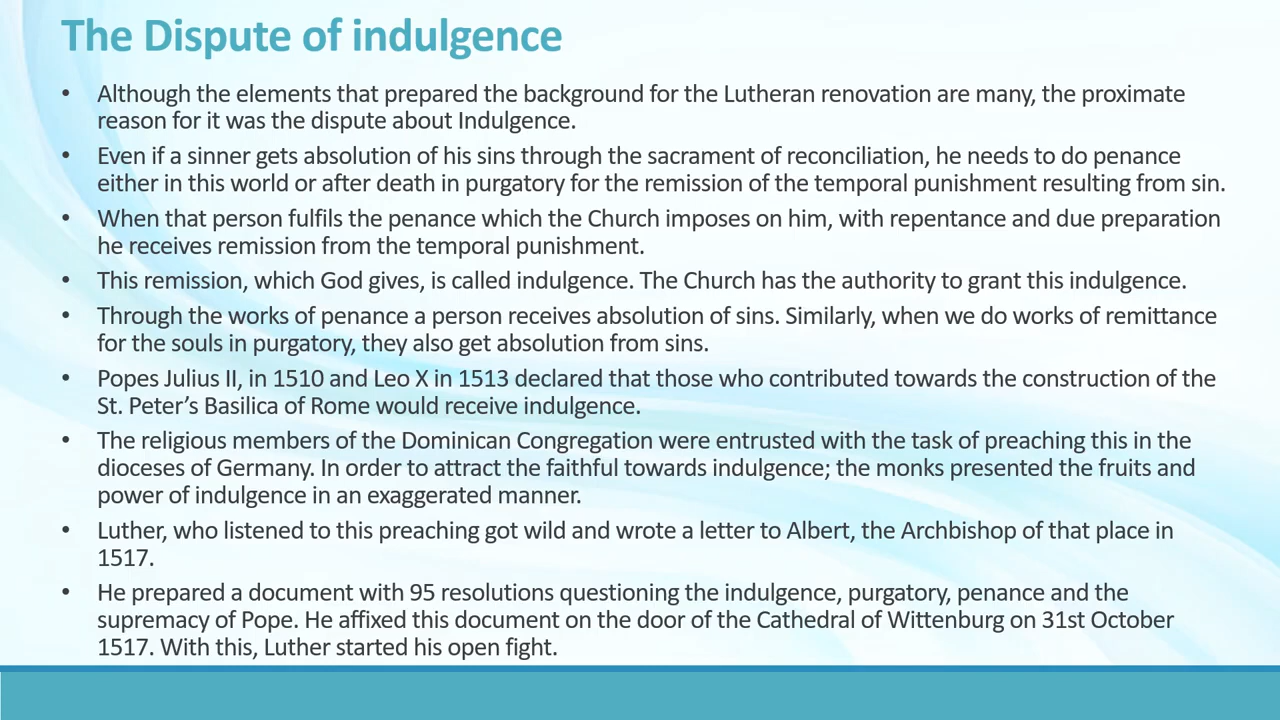 The Dispute of indulgence
• Although the elements that prepared the background for the Lutheran renovation are many, the proximate
reason for it was the dispute about Indulgence.
• Even if a sinner gets absolution of his sins through the sacrament of reconciliation, he needs to do penance
either in this world or after death in purgatory for the remission of the temporal punishment resulting from sin.
• When that person fulfils the penance which the Church imposes on him, with repentance and due preparation
he receives remission from the temporal punishment.
• This remission, which God gives, is called indulgence. The Church has the authority to grant this indulgence.
• Through the works of penance a person receives absolution of sins. Similarly, when we do works of remittance
for the souls in purgatory, they also get absolution from sins.
• Popes Julius II, in 1510 and Leo X in 1513 declared that those who contributed towards the construction of the
St. Peter's Basilica of Rome would receive indulgence.
• The religious members of the Dominican Congregation were entrusted with the task of preaching this in the
dioceses of Germany. In order to attract the faithful towards indulgence; the monks presented the fruits and
power of indulgence in an exaggerated manner.
• Luther, who listened to this preaching got wild and wrote a letter to Albert, the Archbishop of that place in
1517.
• He prepared a document with 95 resolutions questioning the indulgence, purgatory, penance and the
supremacy of Pope. He affixed this document on the door of the Cathedral of Wittenburg on 31st October
1517. With this, Luther started his open fight.